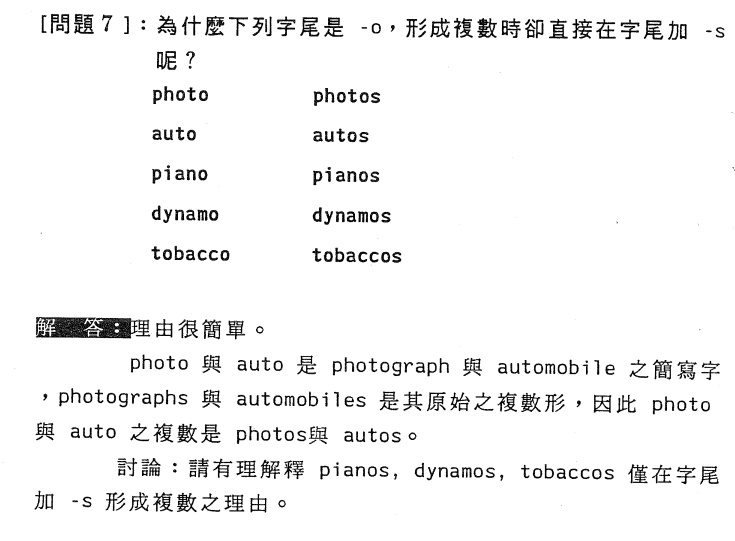 [問題7]：為什麼下列字尾是 -o，形成複數時卻直接在字尾加 -s
呢？
photo photos
auto autos
piano pianos
dynamo dynamos
tobacco tobaccos
解 答：理由很簡單。
photo 與 auto 是 photograph 與 automobile 之簡寫字
，photographs 與 automobiles 是其原始之複數形，因此 photo
與 auto 之複數是 photos與 autos。
討論：請有理解釋 pianos, dynamos, tobaccos 僅在字尾
加 -s 形成複數之理由。